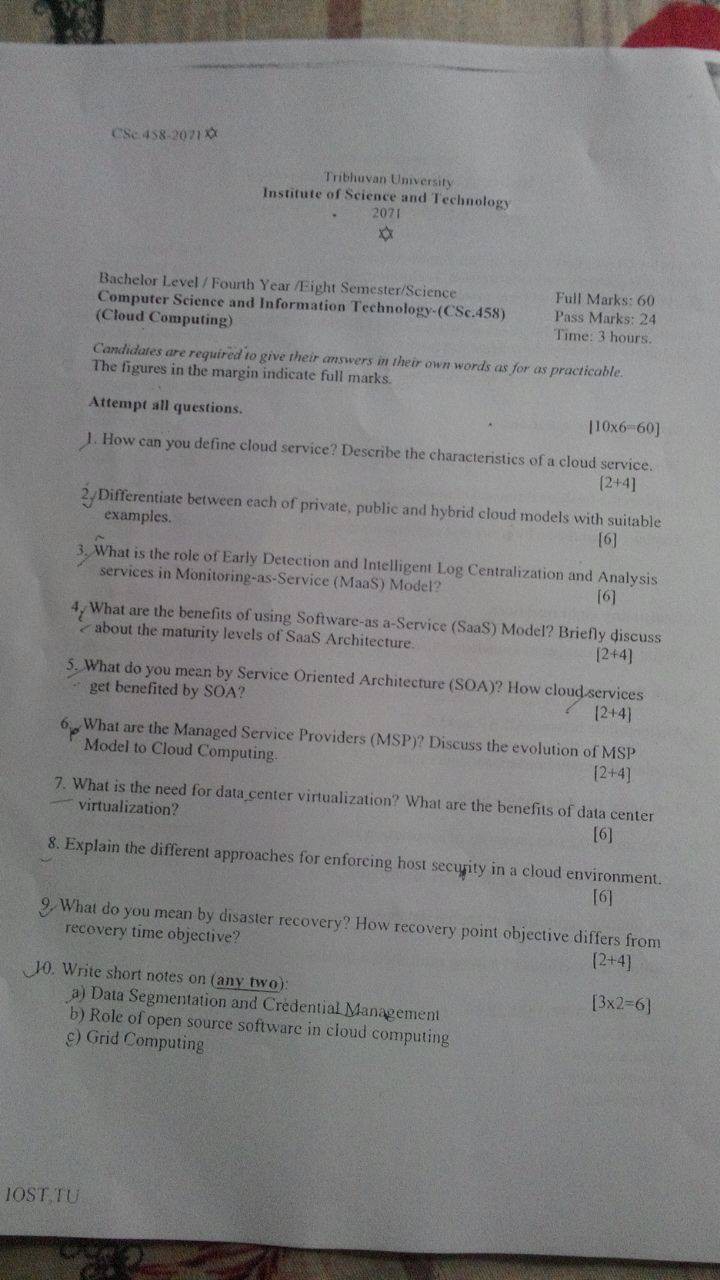 CSc.458-2071✡
Tribhuvan University
Institute of Science and Technology
2071
✡
Bachelor Level / Fourth Year /Eight Semester/Science
Computer Science and Information Technology-(CSc.458)
(Cloud Computing)
Full Marks: 60
Pass Marks: 24
Time: 3 hours.
Candidates are required to give their answers in their own words as for as practicable.
The figures in the margin indicate full marks.
Attempt all questions.
[10x6=60]
1. How can you define cloud service? Describe the characteristics of a cloud service.
[2+4]
2. Differentiate between each of private, public and hybrid cloud models with suitable
examples.
[6]
3. What is the role of Early Detection and Intelligent Log Centralization and Analysis
services in Monitoring-as-Service (MaaS) Model?
[6]
4. What are the benefits of using Software-as a-Service (SaaS) Model? Briefly discuss
about the maturity levels of SaaS Architecture.
[2+4]
5. What do you mean by Service Oriented Architecture (SOA)? How cloud services
get benefited by SOA?
[2+4]
6. What are the Managed Service Providers (MSP)? Discuss the evolution of MSP
Model to Cloud Computing.
[2+4]
7. What is the need for data center virtualization? What are the benefits of data center
virtualization?
[6]
8. Explain the different approaches for enforcing host security in a cloud environment.
[6]
9. What do you mean by disaster recovery? How recovery point objective differs from
recovery time objective?
[2+4]
10. Write short notes on (any two):
[3x2=6]
a) Data Segmentation and Credential Management
b) Role of open source software in cloud computing
c) Grid Computing
IOST,TU